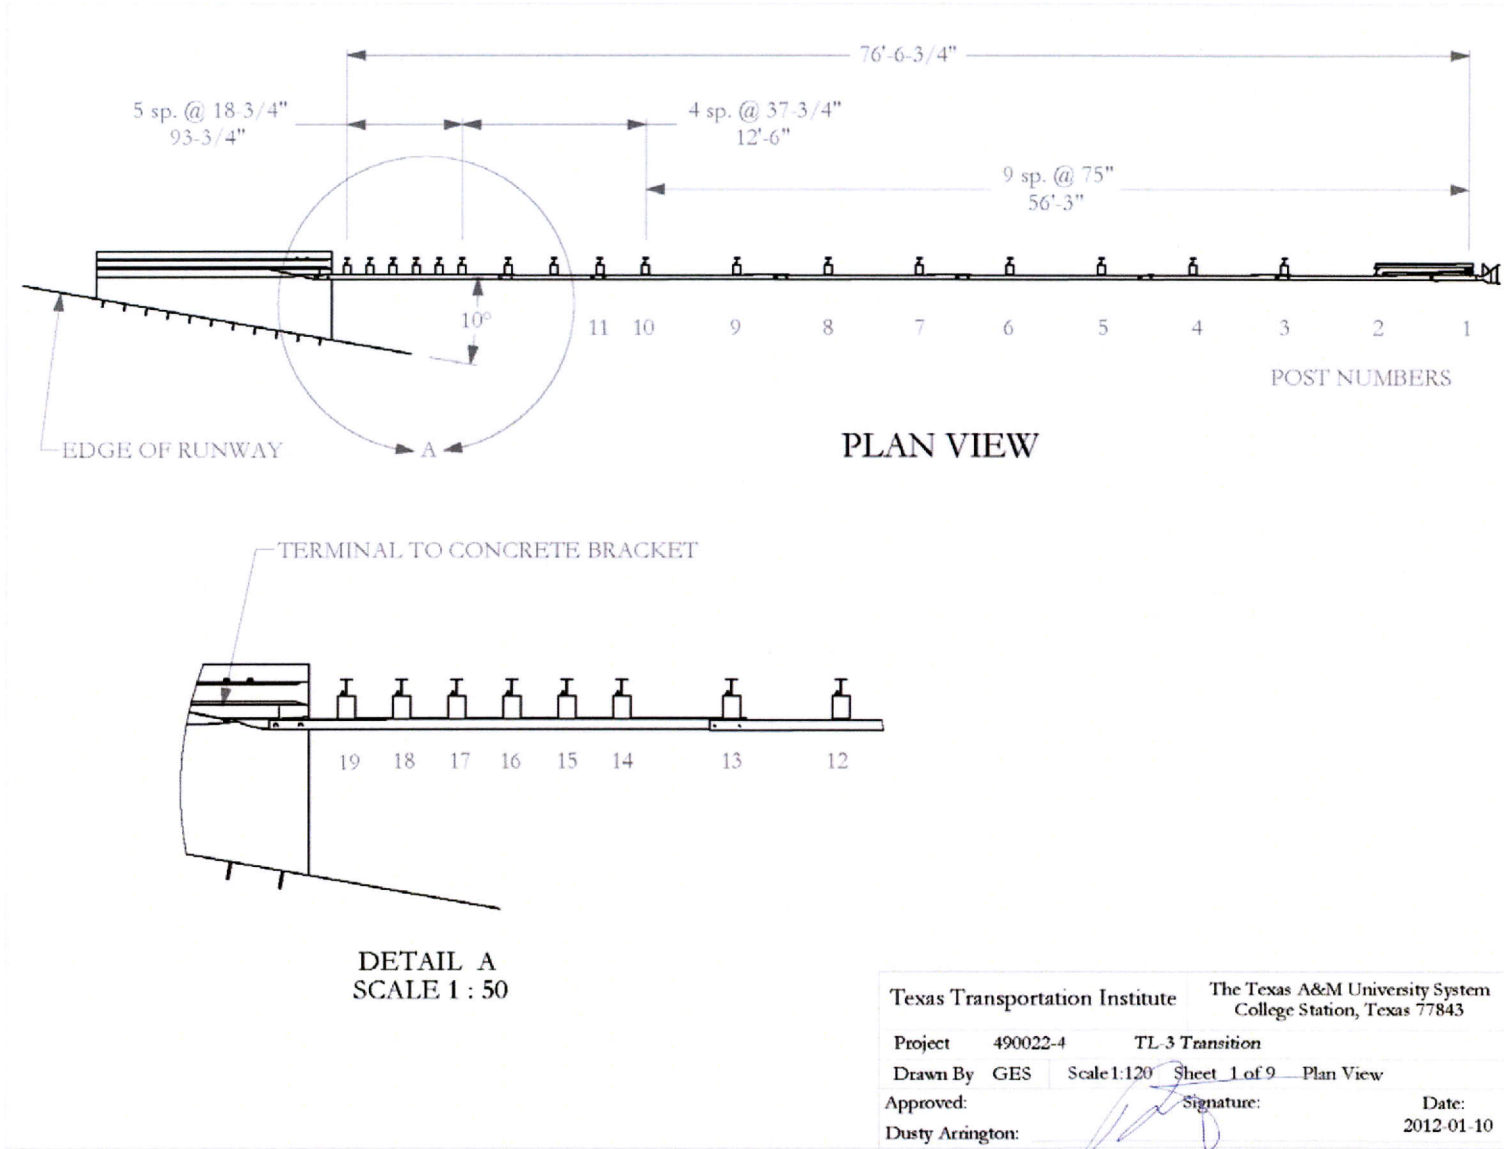 76'-6-3/4"
5 sp. @ 18-3/4"
93-3/4"
4 sp. @ 37-3/4"
12'-6"
9 sp. @ 75"
56'-3"
10°
11 10 9 8 7 6 5 4 3 2 1
POST NUMBERS
EDGE OF RUNWAY
A
PLAN VIEW
TERMINAL TO CONCRETE BRACKET
19 18 17 16 15 14 13 12
DETAIL A
SCALE 1 : 50
Texas Transportation Institute
The Texas A&M University System
College Station, Texas 77843
Project 490022-4 TL-3 Transition
Drawn By GES Scale 1:120 Sheet 1 of 9 Plan View
Approved: Signature: Date:
Dusty Arrington: 2012-01-10